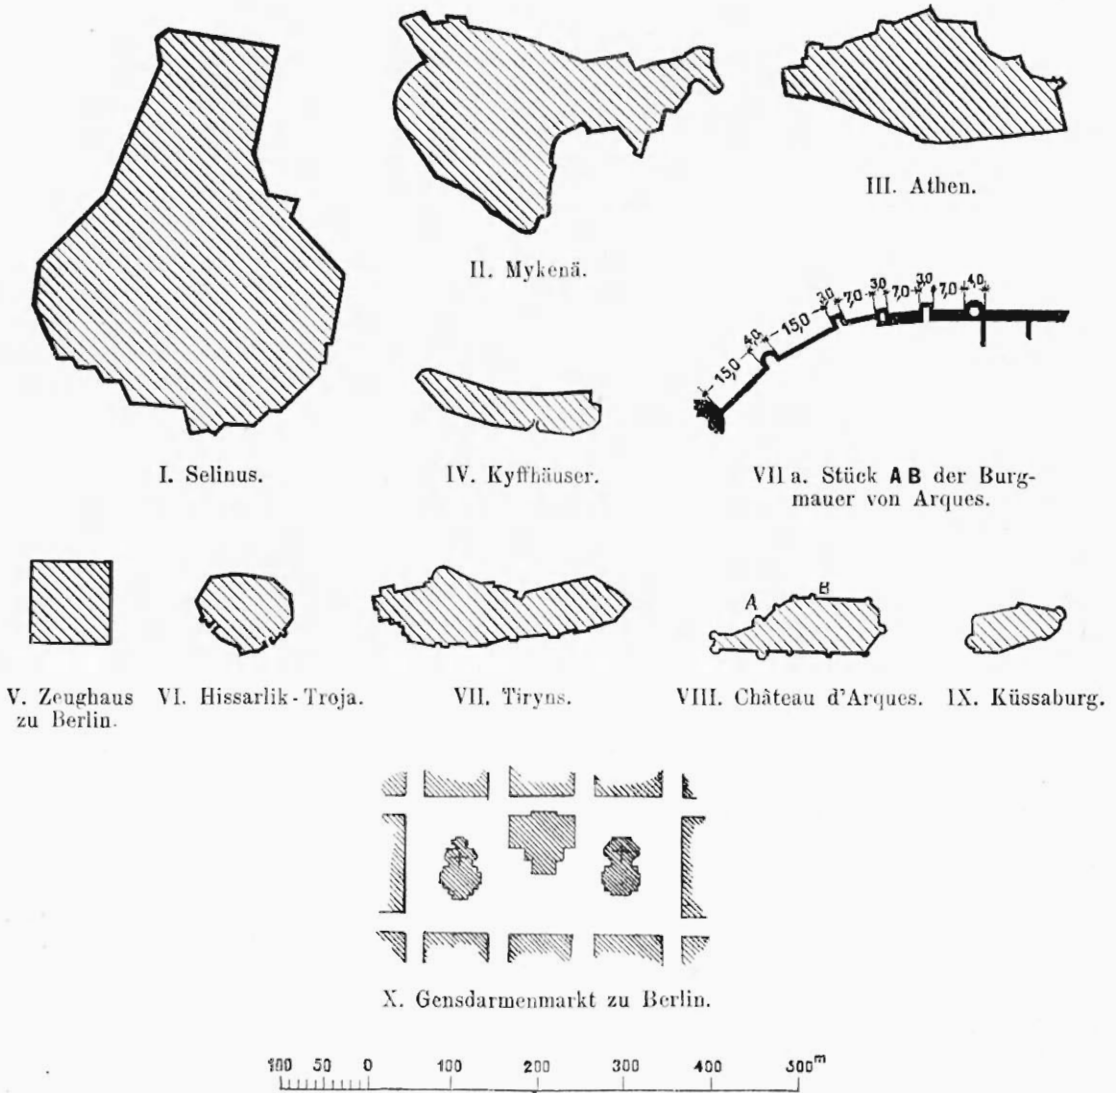 I. Selinus.
II. Mykenä.
III. Athen.
IV. Kyffhäuser.
15,0 4,0 15,0 3,0 7,0 3,0 7,0 3,0 7,0 4,0
VII a. Stück A B der Burg-
mauer von Arques.
V. Zeughaus
zu Berlin.
VI. Hissarlik-Troja.
VII. Tiryns.
A B
VIII. Château d'Arques.
IX. Küssaburg.
X. Gensdarmenmarkt zu Berlin.
100 50 0 100 200 300 400 500m